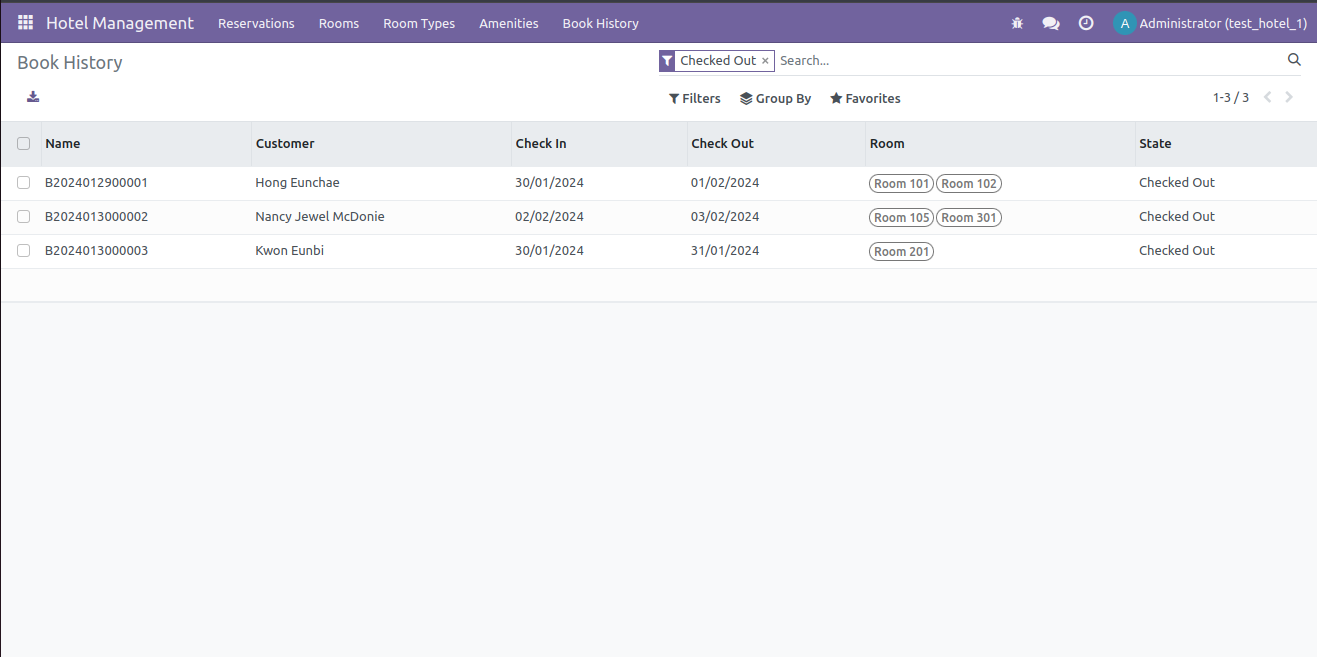 Hotel Management Reservations Rooms Room Types Amenities Book History A Administrator (test_hotel_1)
Book History Checked Out × Search...
Filters Group By Favorites 1-3 / 3
Name Customer Check In Check Out Room State
B2024012900001 Hong Eunchae 30/01/2024 01/02/2024 Room 101 Room 102 Checked Out
B2024013000002 Nancy Jewel McDonie 02/02/2024 03/02/2024 Room 105 Room 301 Checked Out
B2024013000003 Kwon Eunbi 30/01/2024 31/01/2024 Room 201 Checked Out